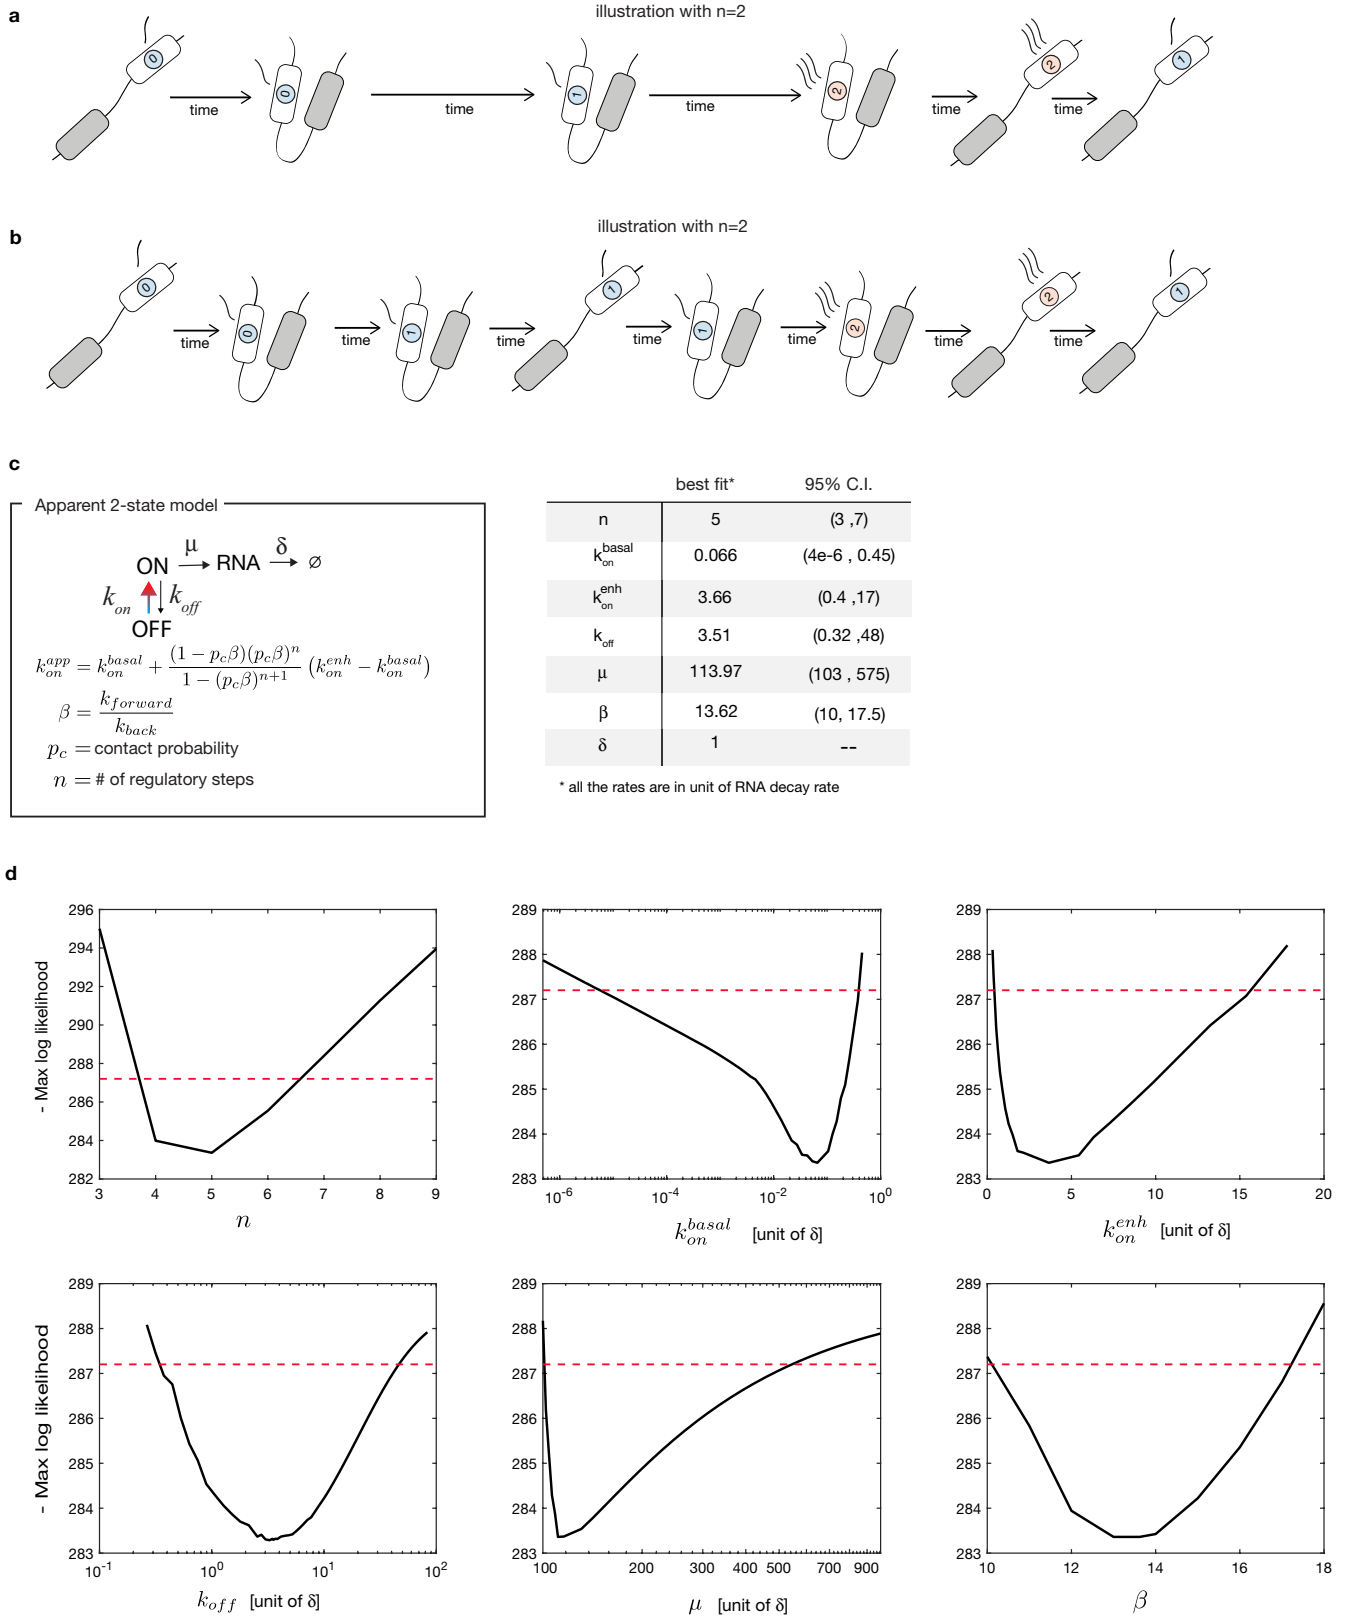 a
illustration with n=2
0 0 1 2 2 1
time time time time time
b
illustration with n=2
0 0 1 1 1 2 2 1
time time time time time time time
c
Apparent 2-state model
ON μ RNA δ ∅
k_on k_off
OFF
k_on^app = k_on^basal + (1 − p_cβ)(p_cβ)^n / 1 − (p_cβ)^{n+1} (k_on^enh − k_on^basal)
β = k_forward / k_back
p_c = contact probability
n = # of regulatory steps
best fit* 95% C.I.
n 5 (3 ,7)
k_on^basal 0.066 (4e-6 , 0.45)
k_on^enh 3.66 (0.4 ,17)
k_off 3.51 (0.32 ,48)
μ 113.97 (103 , 575)
β 13.62 (10, 17.5)
δ 1 --
* all the rates are in unit of RNA decay rate
d
- Max log likelihood
296
294
292
290
288
286
284
282
3 4 5 6 7 8 9
n
289
288
287
286
285
284
283
10^-6 10^-4 10^-2 10^0
k_on^basal [unit of δ]
289
288
287
286
285
284
283
0 5 10 15 20
k_on^enh [unit of δ]
- Max log likelihood
289
288
287
286
285
284
283
10^-1 10^0 10^1 10^2
k_off [unit of δ]
289
288
287
286
285
284
283
100 200 300 400 500 700 900
μ [unit of δ]
289
288
287
286
285
284
283
10 12 14 16 18
β